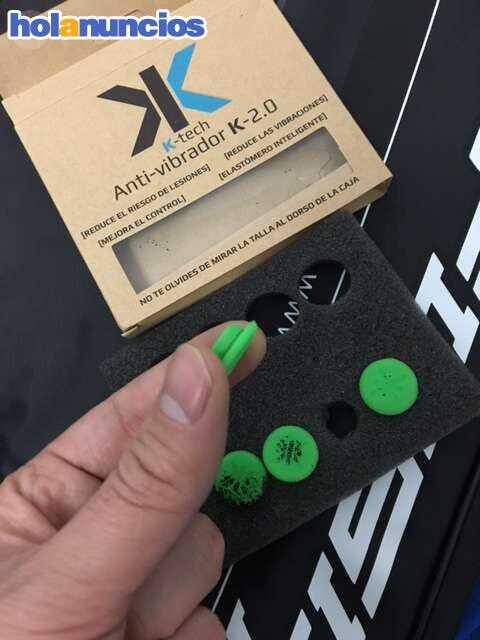 holanuncios
K-tech
Anti-vibrador K-2.0
[REDUCE EL RIESGO DE LESIONES]
[REDUCE LAS VIBRACIONES]
[MEJORA EL CONTROL]
[ELASTÓMERO INTELIGENTE]
NO TE OLVIDES DE MIRAR LA TALLA AL DORSO DE LA CAJA